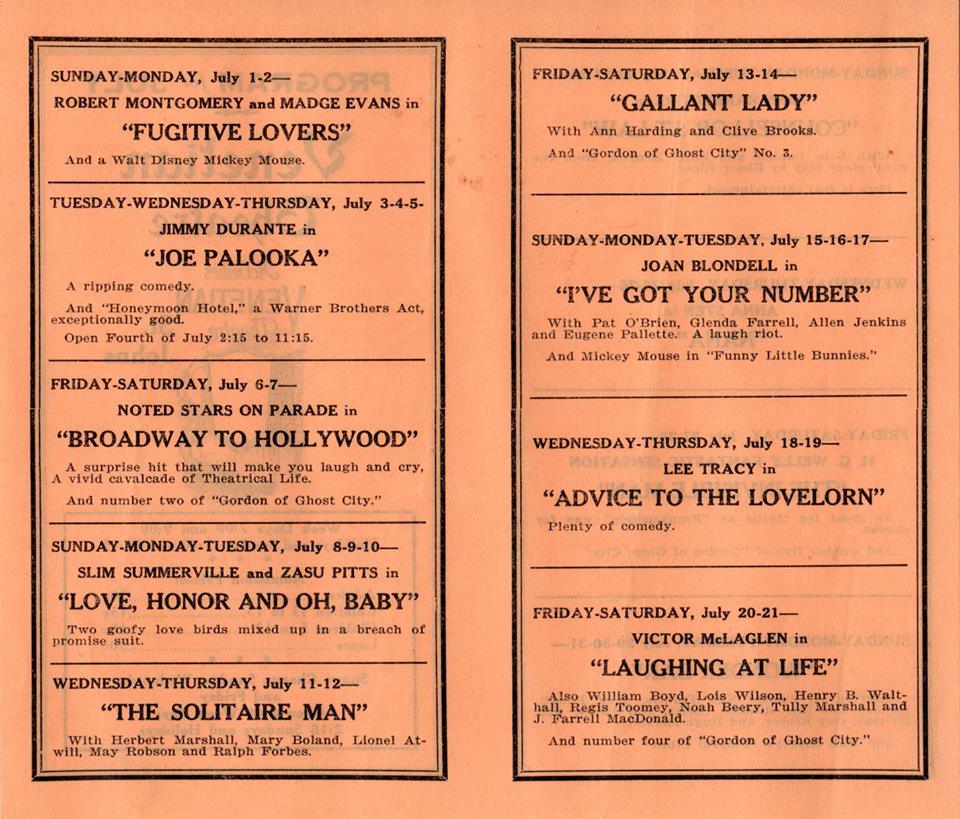 SUNDAY-MONDAY, July 1-2—
ROBERT MONTGOMERY and MADGE EVANS in
"FUGITIVE LOVERS"
And a Walt Disney Mickey Mouse.
TUESDAY-WEDNESDAY-THURSDAY, July 3-4-5-
JIMMY DURANTE in
"JOE PALOOKA"
A ripping comedy.
And "Honeymoon Hotel," a Warner Brothers Act,
exceptionally good.
Open Fourth of July 2:15 to 11:15.
FRIDAY-SATURDAY, July 6-7—
NOTED STARS ON PARADE in
"BROADWAY TO HOLLYWOOD"
A surprise hit that will make you laugh and cry,
A vivid cavalcade of Theatrical Life.
And number two of "Gordon of Ghost City."
SUNDAY-MONDAY-TUESDAY, July 8-9-10—
SLIM SUMMERVILLE and ZASU PITTS in
"LOVE, HONOR AND OH, BABY"
Two goofy love birds mixed up in a breach of
promise suit.
WEDNESDAY-THURSDAY, July 11-12—
"THE SOLITAIRE MAN"
With Herbert Marshall, Mary Boland, Lionel At-
will, May Robson and Ralph Forbes.
FRIDAY-SATURDAY, July 13-14—
"GALLANT LADY"
With Ann Harding and Clive Brooks.
And "Gordon of Ghost City" No. 3.
SUNDAY-MONDAY-TUESDAY, July 15-16-17—
JOAN BLONDELL in
"I'VE GOT YOUR NUMBER"
With Pat O'Brien, Glenda Farrell, Allen Jenkins
and Eugene Pallette. A laugh riot.
And Mickey Mouse in "Funny Little Bunnies."
WEDNESDAY-THURSDAY, July 18-19—
LEE TRACY in
"ADVICE TO THE LOVELORN"
Plenty of comedy.
FRIDAY-SATURDAY, July 20-21—
VICTOR McLAGLEN in
"LAUGHING AT LIFE"
Also William Boyd, Lois Wilson, Henry B. Walt-
hall, Regis Toomey, Noah Beery, Tully Marshall and
J. Farrell MacDonald.
And number four of "Gordon of Ghost City."